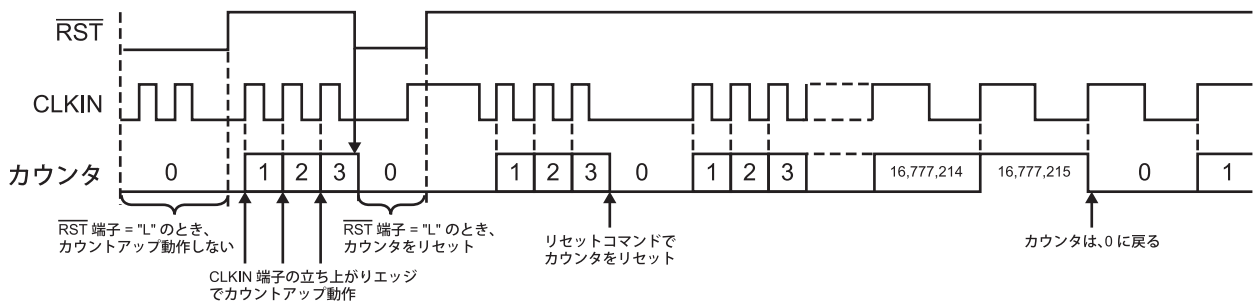 RST
CLKIN
カウンタ 0 1 2 3 0 1 2 3 0 1 2 3 16,777,214 16,777,215 0 1
RST 端子 = "L" のとき、
カウントアップ動作しない
CLKIN 端子の立ち上がりエッジ
でカウントアップ動作
RST 端子 = "L" のとき、
カウンタをリセット
リセットコマンドで
カウンタをリセット
カウンタは、0 に戻る